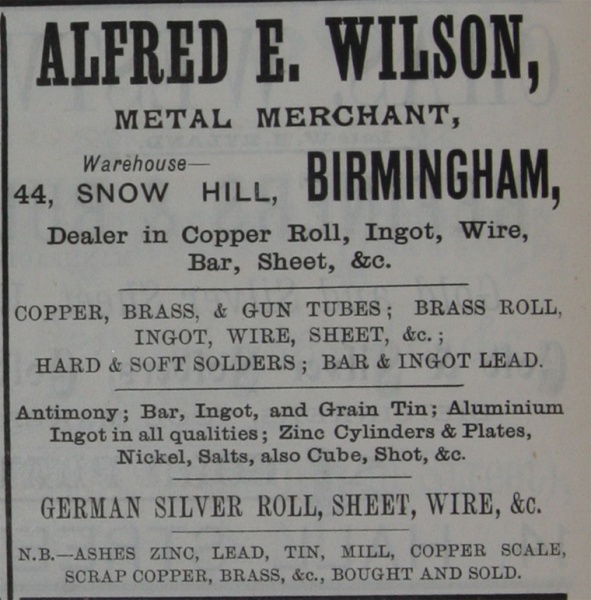 ALFRED E. WILSON,
METAL MERCHANT,
Warehouse—
44, SNOW HILL, BIRMINGHAM,
Dealer in Copper Roll, Ingot, Wire,
Bar, Sheet, &c.
COPPER, BRASS, & GUN TUBES; BRASS ROLL,
INGOT, WIRE, SHEET, &c.;
HARD & SOFT SOLDERS; BAR & INGOT LEAD.
Antimony; Bar, Ingot, and Grain Tin; Aluminium
Ingot in all qualities; Zinc Cylinders & Plates,
Nickel, Salts, also Cube, Shot, &c.
GERMAN SILVER ROLL, SHEET, WIRE, &c.
N.B.—ASHES ZINC, LEAD, TIN, MILL, COPPER SCALE,
SCRAP COPPER, BRASS, &c., BOUGHT AND SOLD.